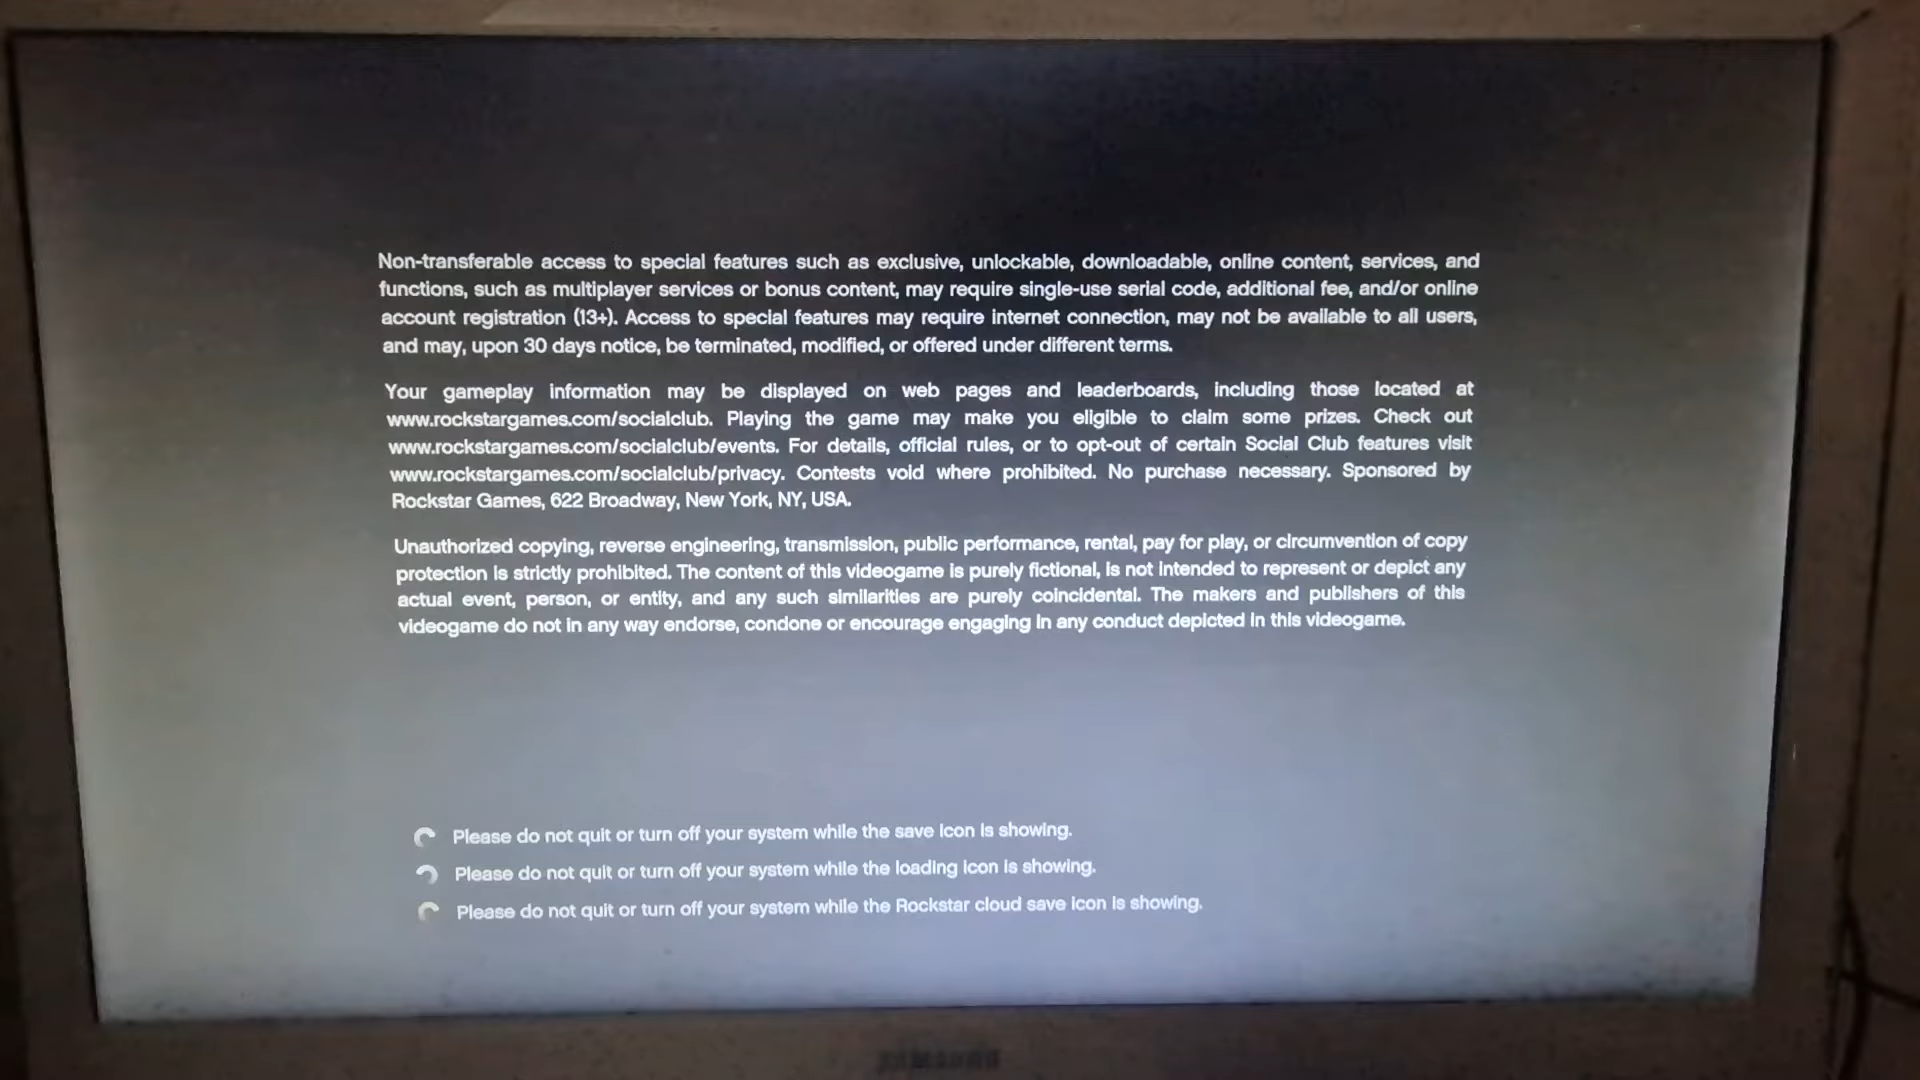 Non-transferable access to special features such as exclusive, unlockable, downloadable, online content, services, and
functions, such as multiplayer services or bonus content, may require single-use serial code, additional fee, and/or online
account registration (13+). Access to special features may require internet connection, may not be available to all users,
and may, upon 30 days notice, be terminated, modified, or offered under different terms.
Your gameplay information may be displayed on web pages and leaderboards, including those located at
www.rockstargames.com/socialclub. Playing the game may make you eligible to claim some prizes. Check out
www.rockstargames.com/socialclub/events. For details, official rules, or to opt-out of certain Social Club features visit
www.rockstargames.com/socialclub/privacy. Contests void where prohibited. No purchase necessary. Sponsored by
Rockstar Games, 622 Broadway, New York, NY, USA.
Unauthorized copying, reverse engineering, transmission, public performance, rental, pay for play, or circumvention of copy
protection is strictly prohibited. The content of this videogame is purely fictional, is not intended to represent or depict any
actual event, person, or entity, and any such similarities are purely coincidental. The makers and publishers of this
videogame do not in any way endorse, condone or encourage engaging in any conduct depicted in this videogame.
Please do not quit or turn off your system while the save icon is showing.
Please do not quit or turn off your system while the loading icon is showing.
Please do not quit or turn off your system while the Rockstar cloud save icon is showing.
SAMSUNG